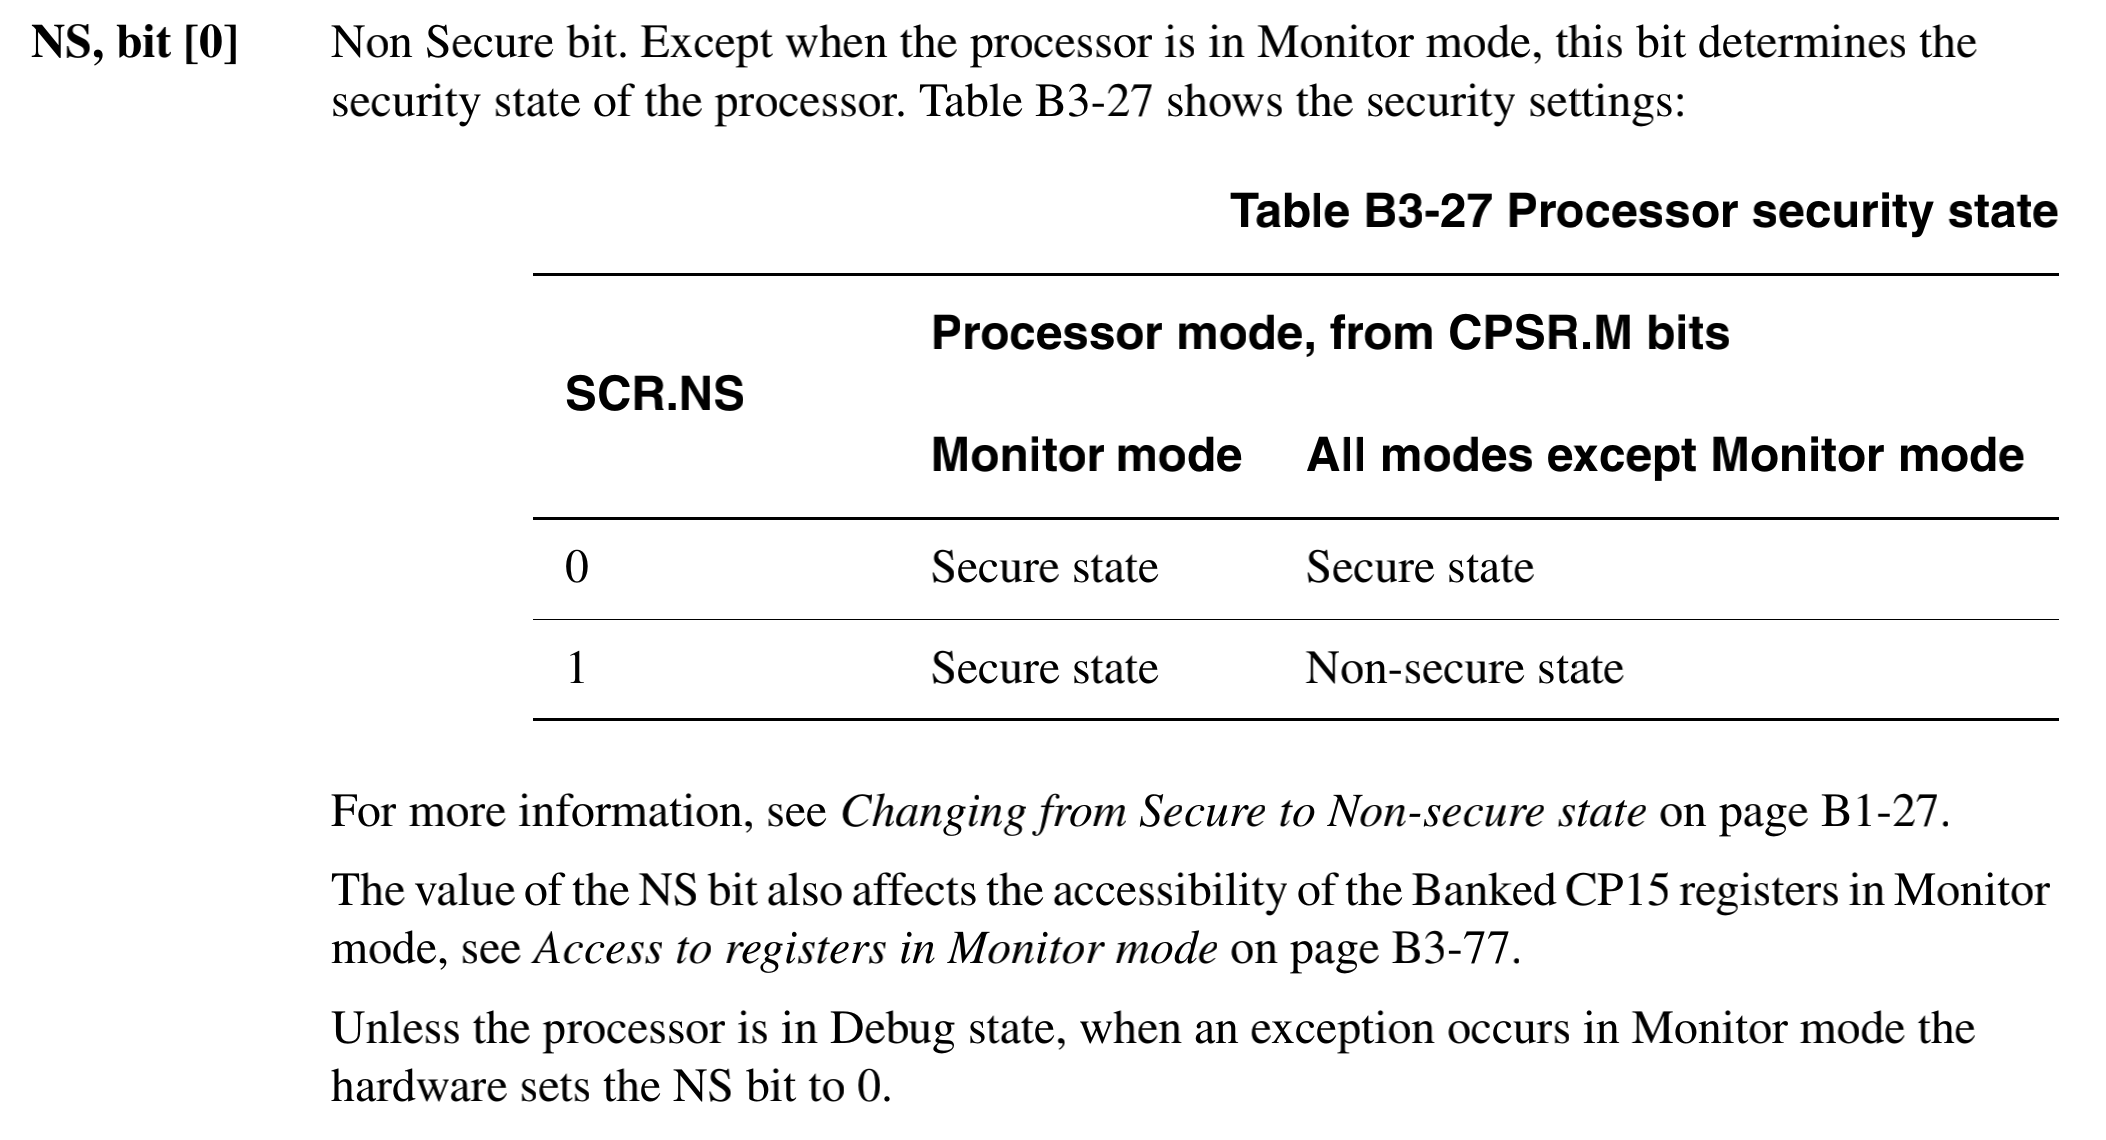 NS, bit [0] Non Secure bit. Except when the processor is in Monitor mode, this bit determines the
security state of the processor. Table B3-27 shows the security settings:
Table B3-27 Processor security state
Processor mode, from CPSR.M bits
SCR.NS
Monitor mode All modes except Monitor mode
0 Secure state Secure state
1 Secure state Non-secure state
For more information, see Changing from Secure to Non-secure state on page B1-27.
The value of the NS bit also affects the accessibility of the Banked CP15 registers in Monitor
mode, see Access to registers in Monitor mode on page B3-77.
Unless the processor is in Debug state, when an exception occurs in Monitor mode the
hardware sets the NS bit to 0.